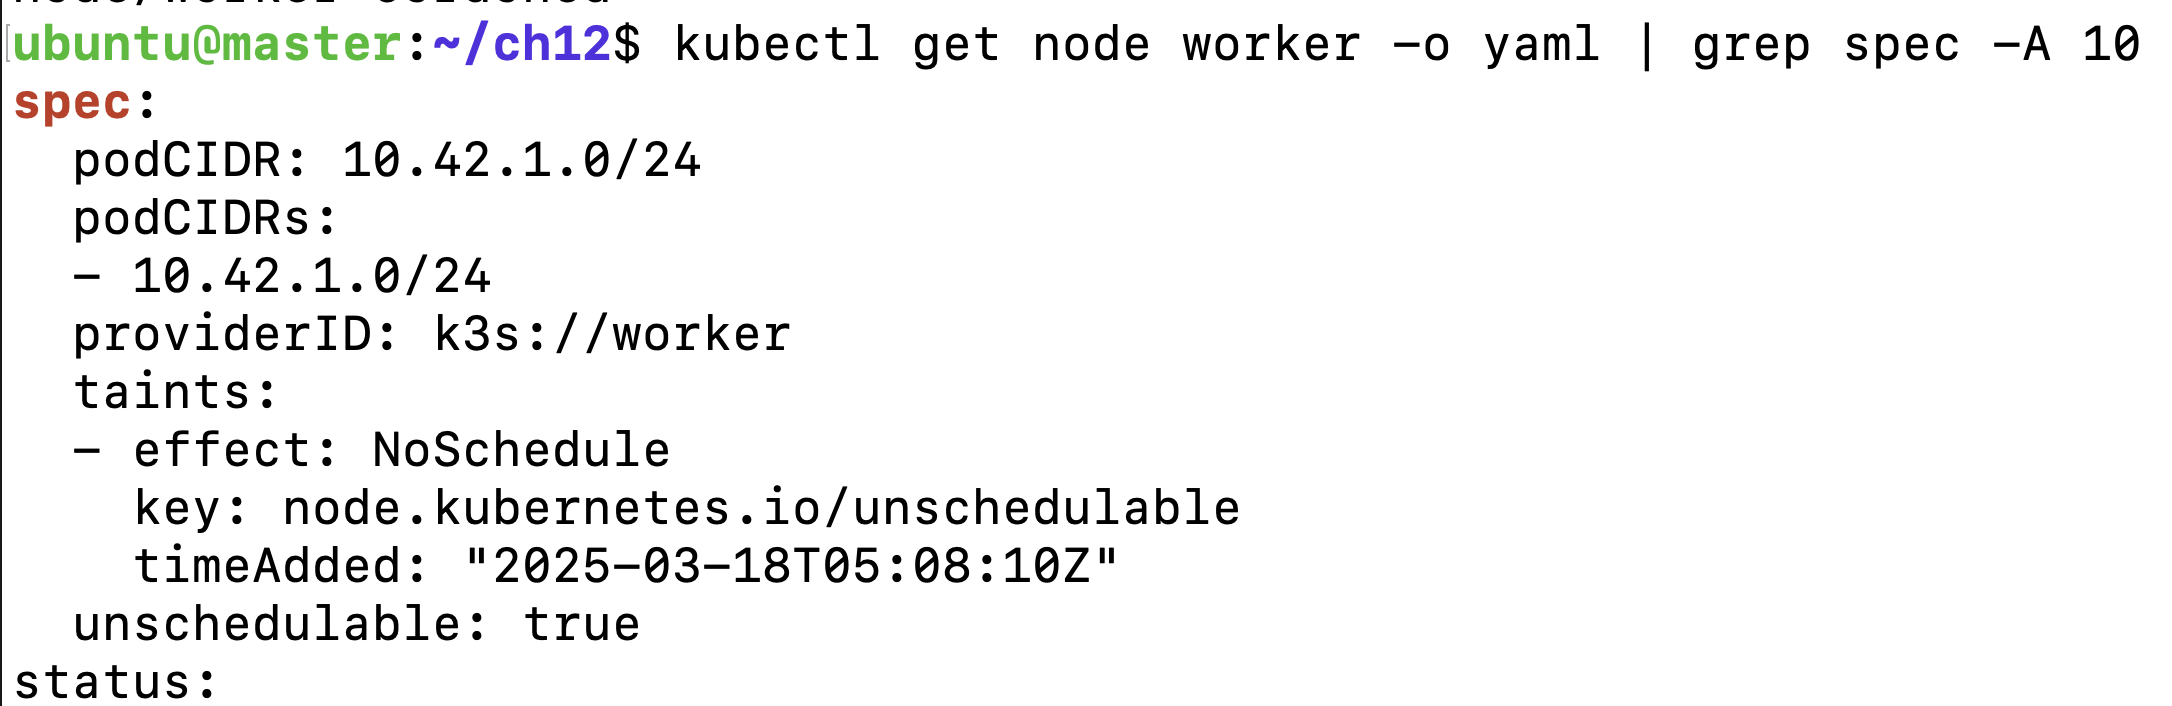 ubuntu@master:~/ch12$ kubectl get node worker -o yaml | grep spec -A 10
spec:
  podCIDR: 10.42.1.0/24
  podCIDRs:
  - 10.42.1.0/24
  providerID: k3s://worker
  taints:
  - effect: NoSchedule
    key: node.kubernetes.io/unschedulable
    timeAdded: "2025-03-18T05:08:10Z"
  unschedulable: true
status: